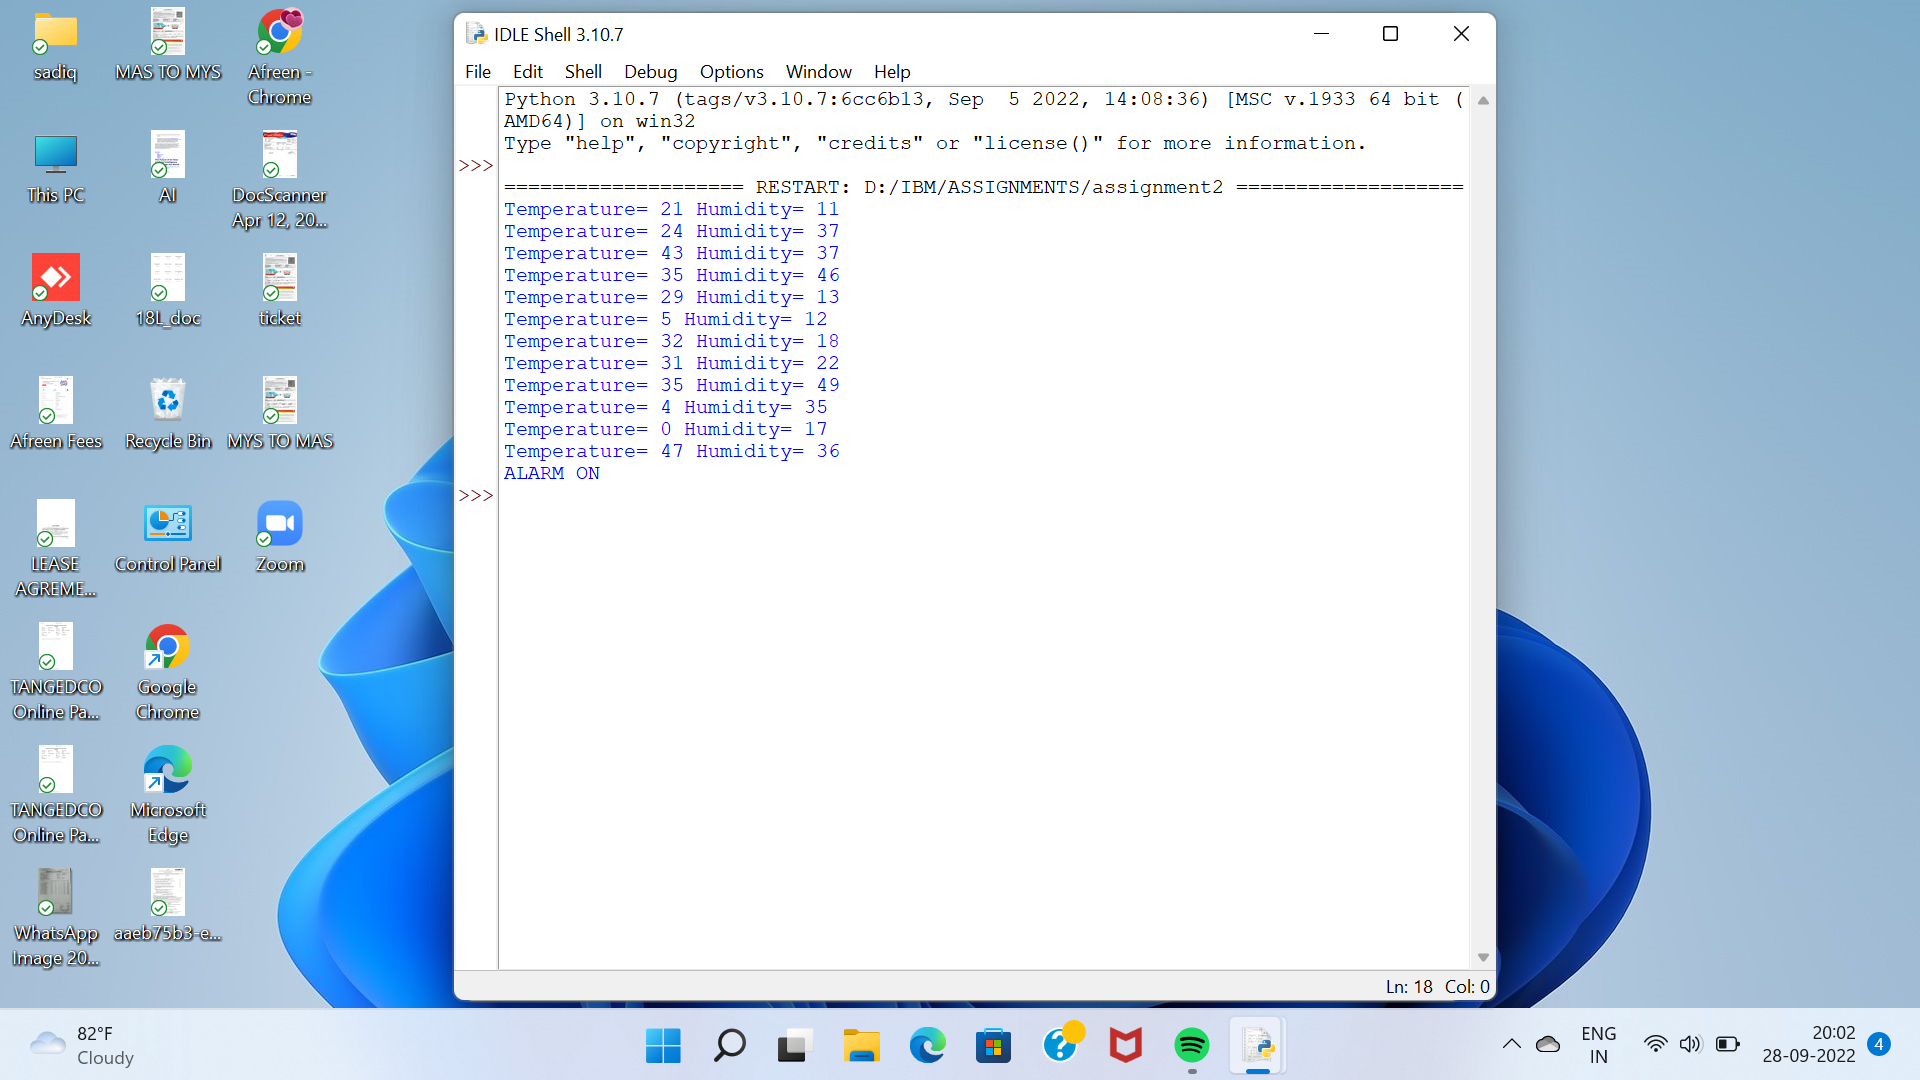 sadiq
MAS TO MYS
Afreen -
Chrome
This PC
AI
DocScanner
Apr 12, 20...
AnyDesk
18L_doc
ticket
Afreen Fees
Recycle Bin
MYS TO MAS
LEASE
AGREME...
Control Panel
Zoom
TANGEDCO
Online Pa...
Google
Chrome
TANGEDCO
Online Pa...
Microsoft
Edge
WhatsApp
Image 20...
aaeb75b3-e...
IDLE Shell 3.10.7
File Edit Shell Debug Options Window Help
Python 3.10.7 (tags/v3.10.7:6cc6b13, Sep  5 2022, 14:08:36) [MSC v.1933 64 bit (
AMD64)] on win32
Type "help", "copyright", "credits" or "license()" for more information.
>>>
==================== RESTART: D:/IBM/ASSIGNMENTS/assignment2 ===================
Temperature= 21 Humidity= 11
Temperature= 24 Humidity= 37
Temperature= 43 Humidity= 37
Temperature= 35 Humidity= 46
Temperature= 29 Humidity= 13
Temperature= 5 Humidity= 12
Temperature= 32 Humidity= 18
Temperature= 31 Humidity= 22
Temperature= 35 Humidity= 49
Temperature= 4 Humidity= 35
Temperature= 0 Humidity= 17
Temperature= 47 Humidity= 36
ALARM ON
>>>
Ln: 18 Col: 0
82°F
Cloudy
ENG
IN
20:02
28-09-2022
4